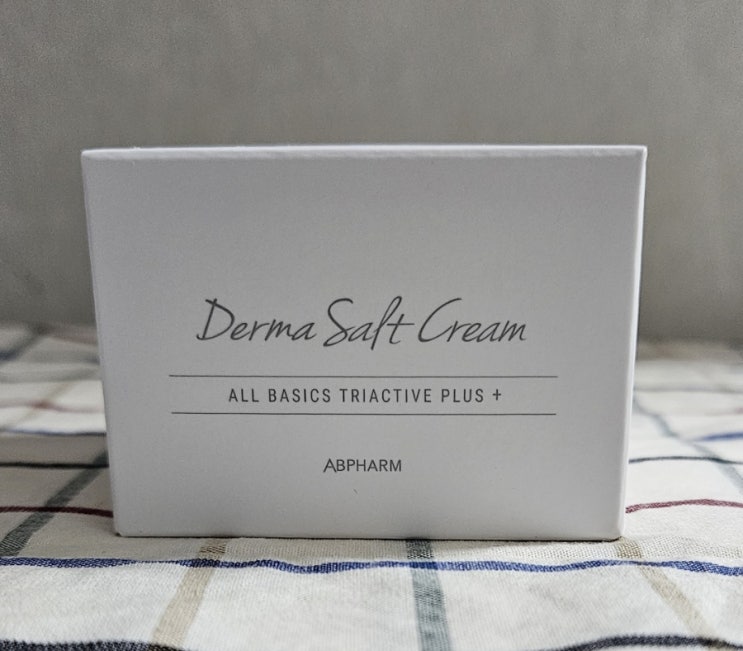 Derma Salt Cream
ALL BASICS TRIACTIVE PLUS +
ABPHARM